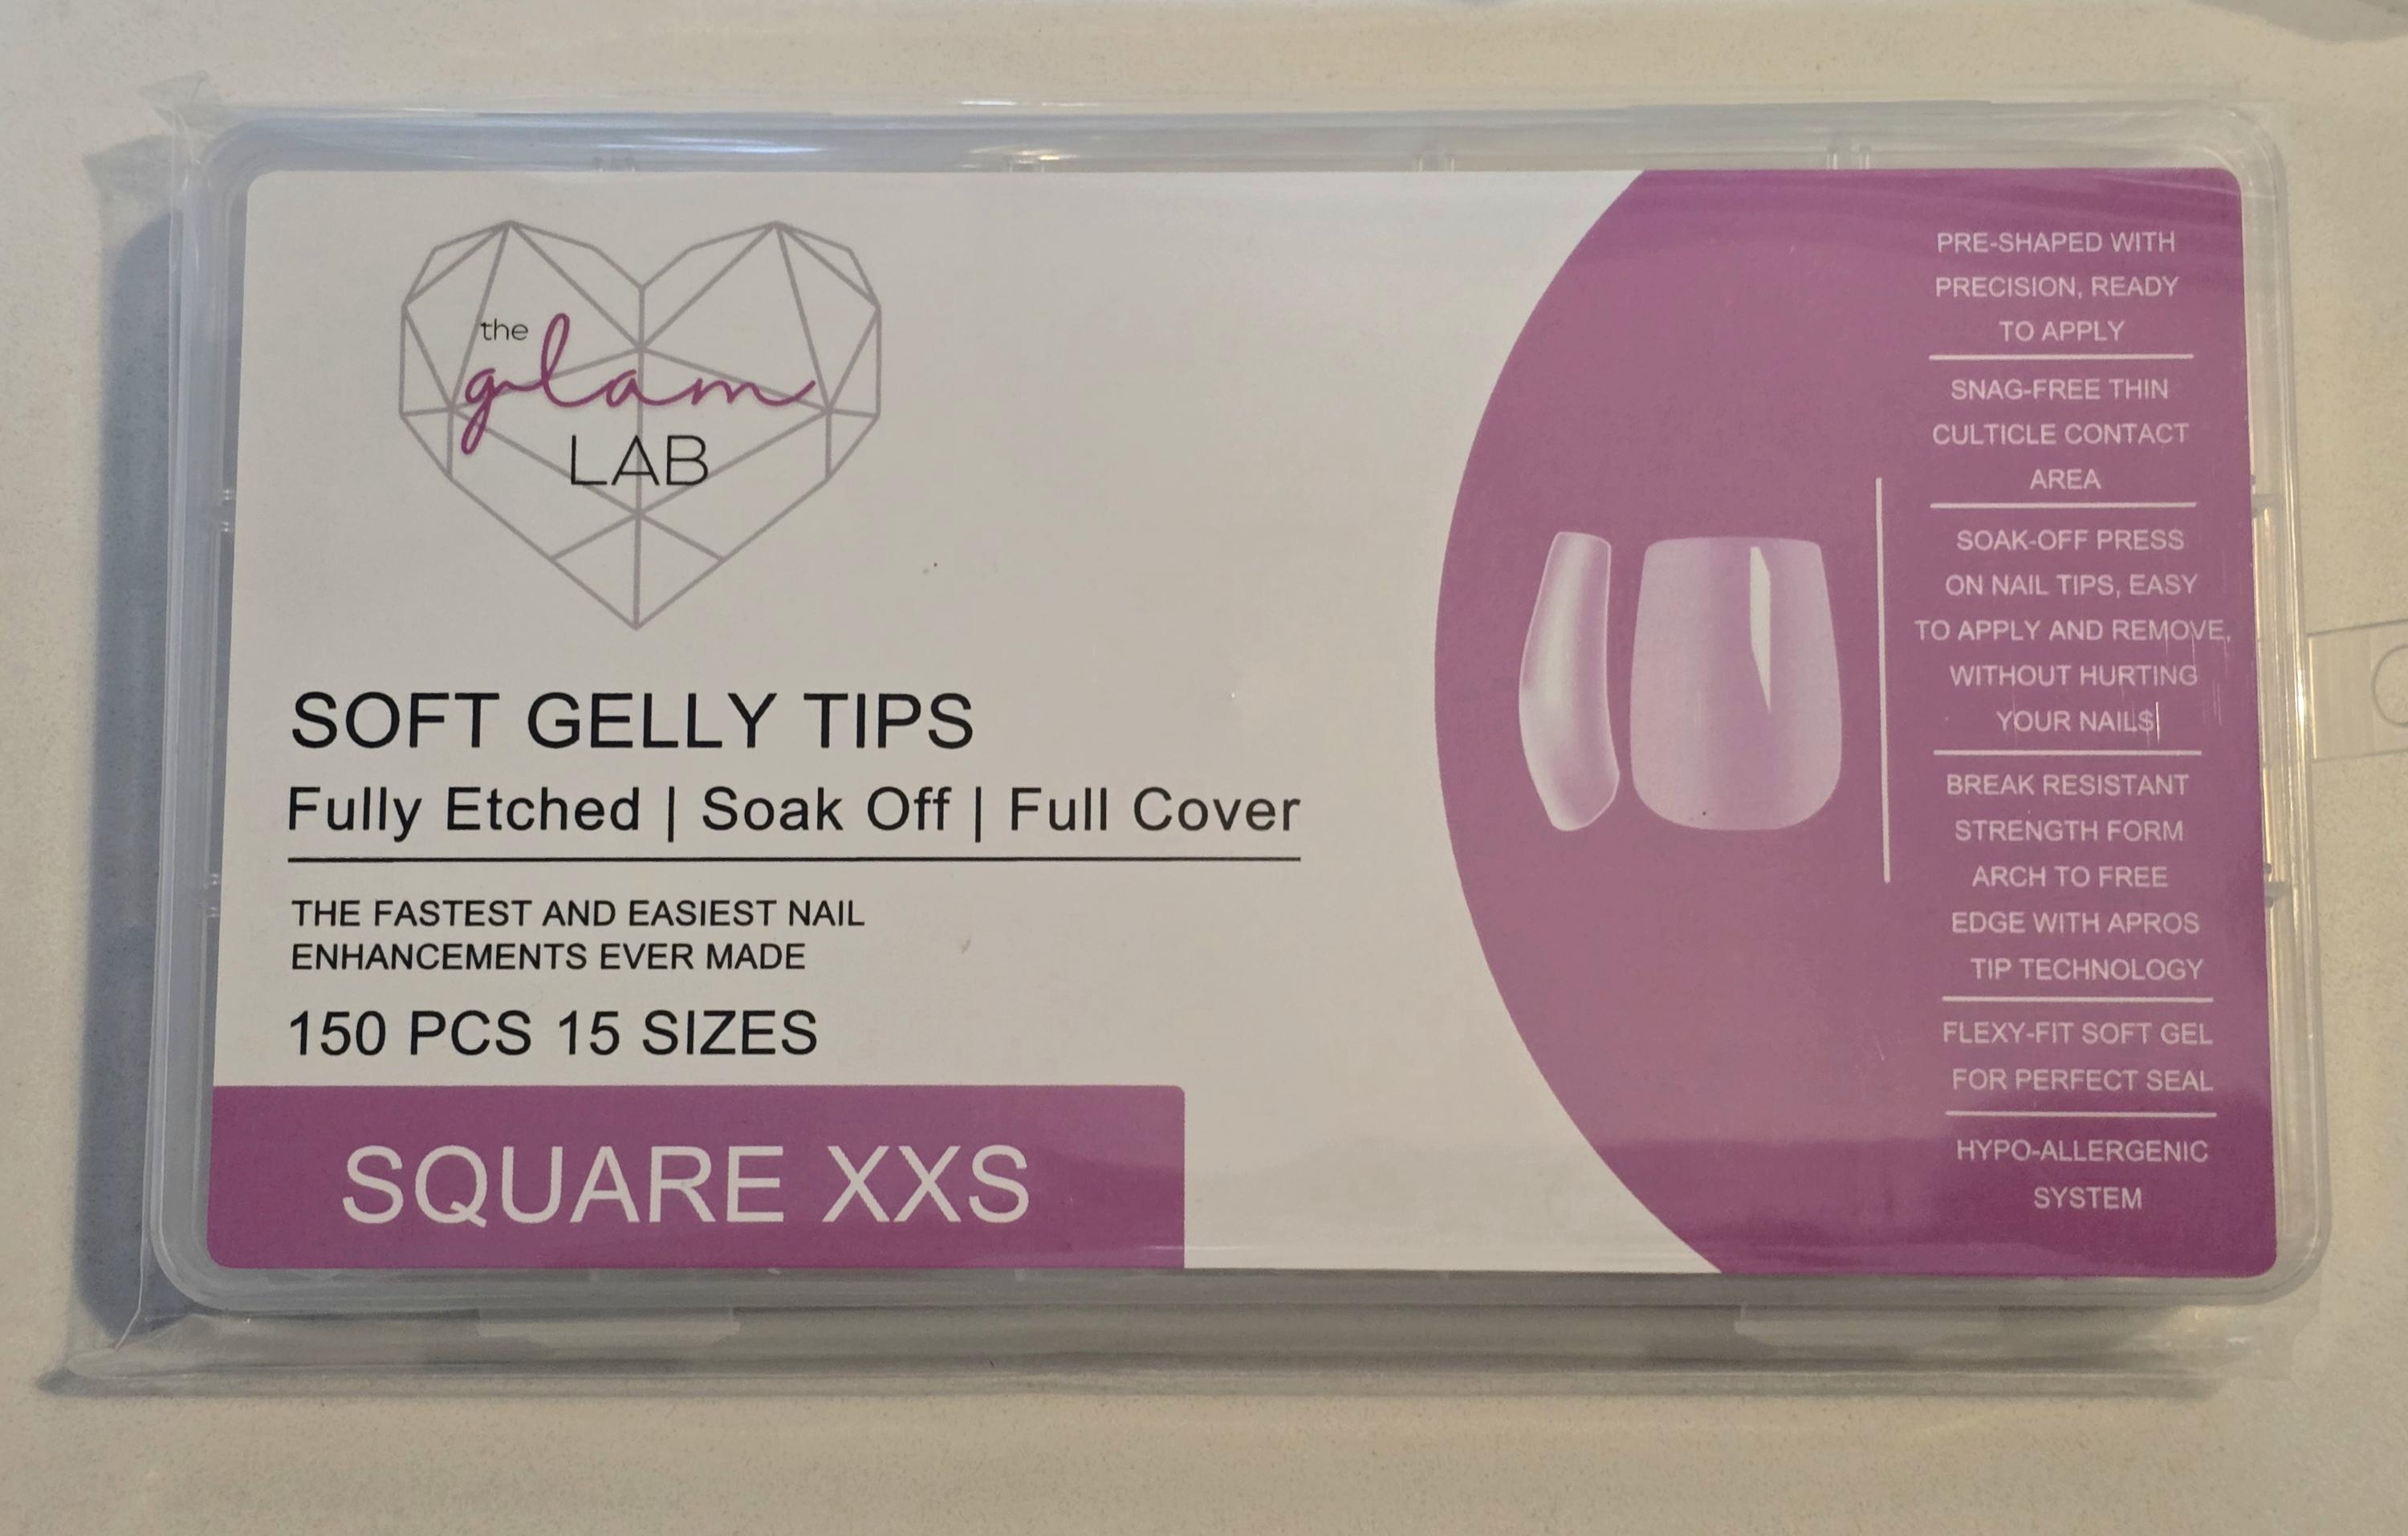 the
glam
LAB
SOFT GELLY TIPS
Fully Etched | Soak Off | Full Cover
THE FASTEST AND EASIEST NAIL
ENHANCEMENTS EVER MADE
150 PCS 15 SIZES
SQUARE XXS
PRE-SHAPED WITH
PRECISION, READY
TO APPLY
SNAG-FREE THIN
CULTICLE CONTACT
AREA
SOAK-OFF PRESS
ON NAIL TIPS, EASY
TO APPLY AND REMOVE,
WITHOUT HURTING
YOUR NAILS
BREAK RESISTANT
STRENGTH FORM
ARCH TO FREE
EDGE WITH APROS
TIP TECHNOLOGY
FLEXY-FIT SOFT GEL
FOR PERFECT SEAL
HYPO-ALLERGENIC
SYSTEM